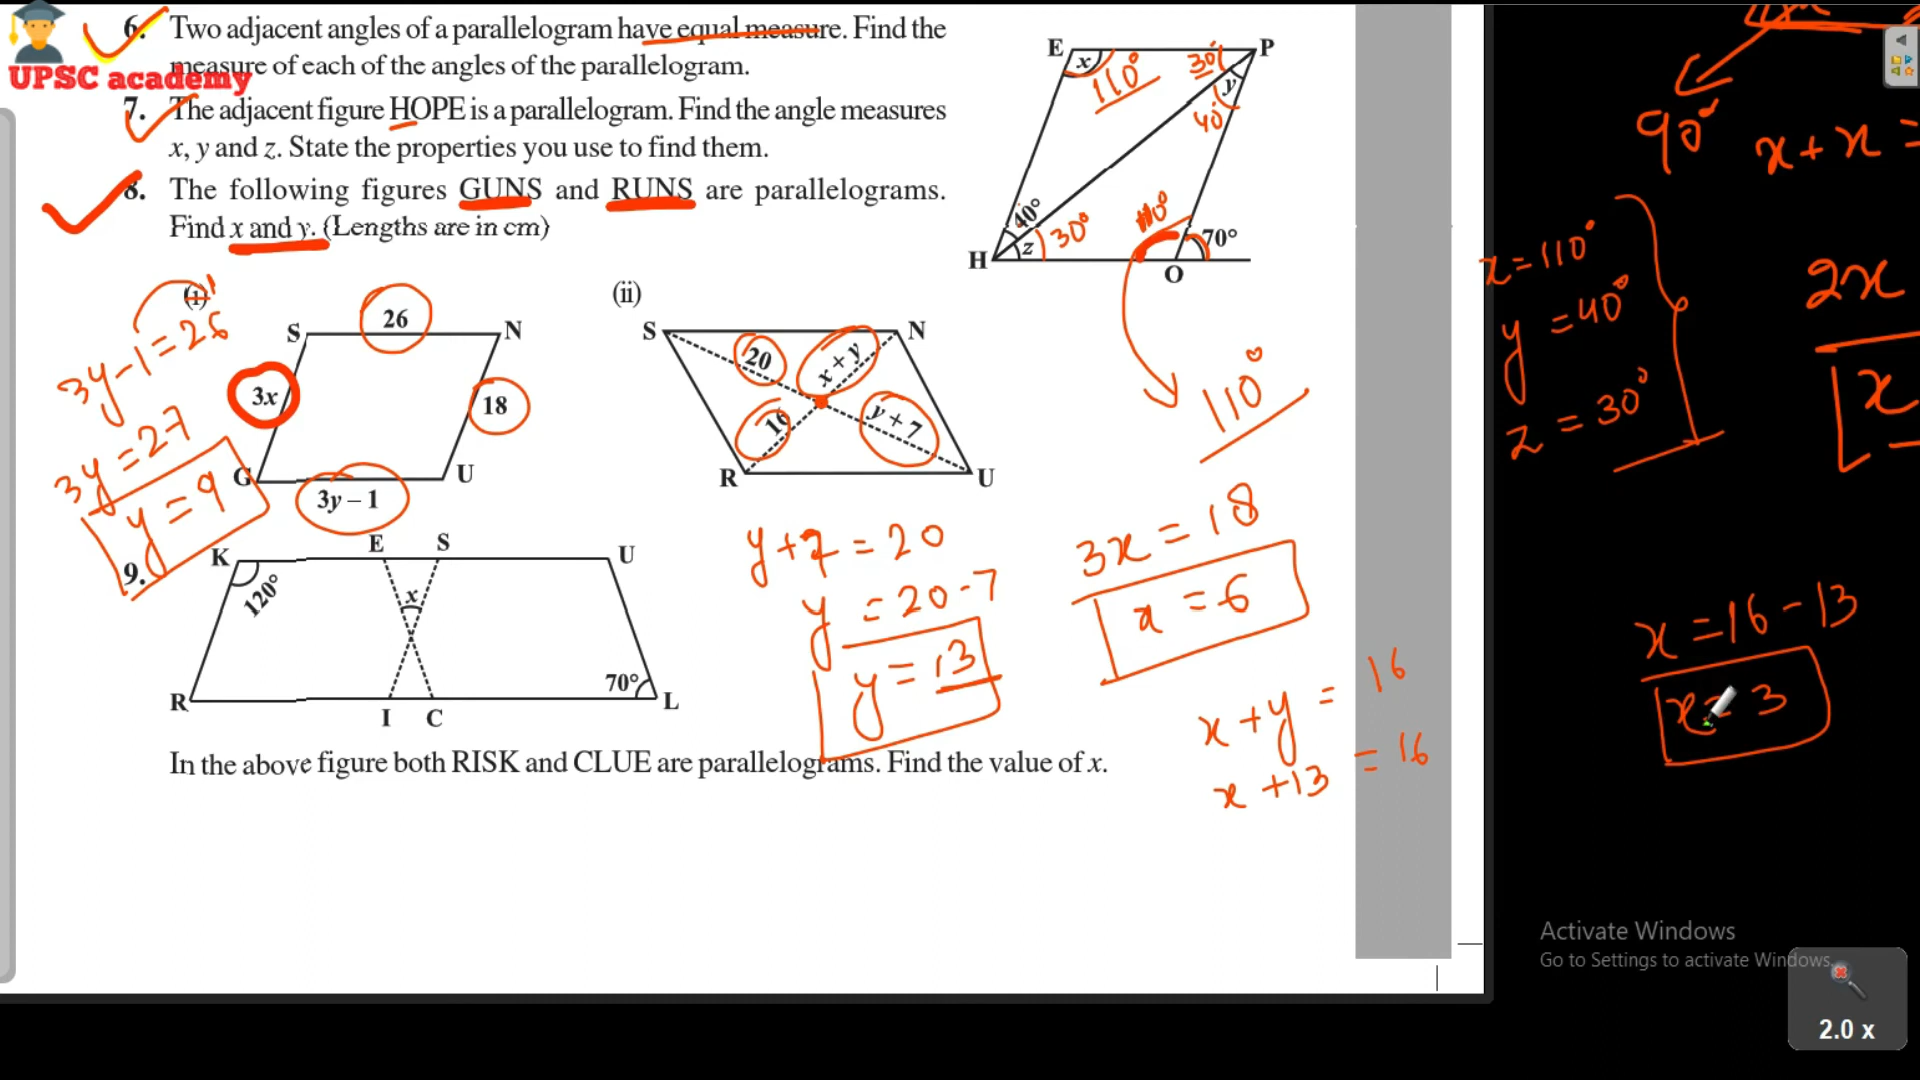 6. Two adjacent angles of a parallelogram have equal measure. Find the
measure of each of the angles of the parallelogram.
UPSC academy
7. The adjacent figure HOPE is a parallelogram. Find the angle measures
x, y and z. State the properties you use to find them.
8. The following figures GUNS and RUNS are parallelograms.
Find x and y. (Lengths are in cm)
E x 110° 30° P
y
40°
40° z 30° 110° 70°
H O
110°
90°
x + x =
x = 110°
y = 40°
z = 30°
2x
x
(i)
S 26 N
3x 18
G 3y – 1 U
3y - 1 = 26
3y = 27
y = 9
(ii)
S N
20 x + y
16 y + 7
R U
y + 7 = 20
y = 20 - 7
y = 13
3x = 18
x = 6
x + y = 16
x + 13 = 16
x = 16 - 13
x = 3
9.
K E S U
120° x
70°
R I C L
In the above figure both RISK and CLUE are parallelograms. Find the value of x.
Activate Windows
Go to Settings to activate Windows.
2.0 x